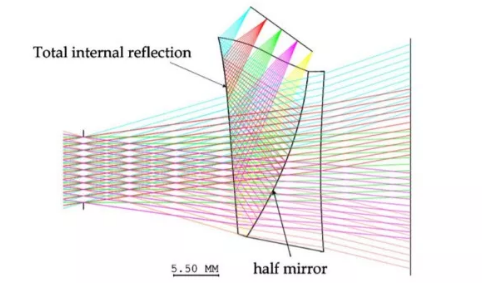 Total internal reflection
5.50 MM
half mirror